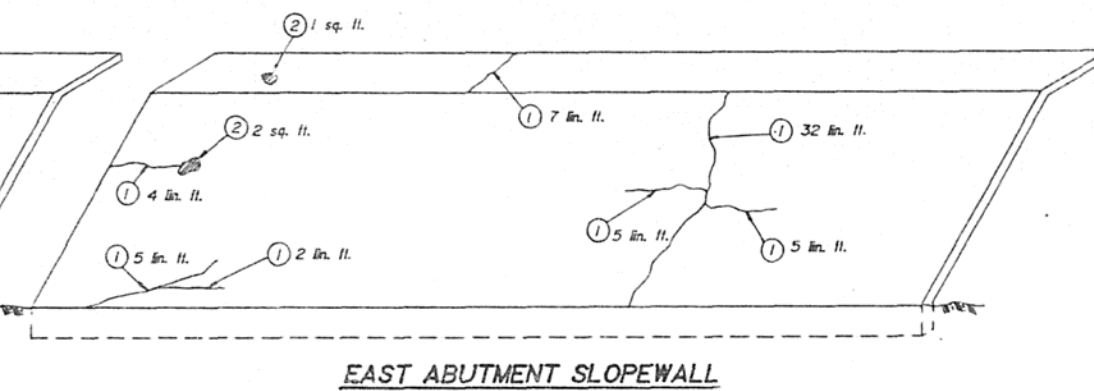 ② 1 sq. ft.
① 7 lin. ft.
① 32 lin. ft.
② 2 sq. ft.
① 4 lin. ft.
① 5 lin. ft.
① 5 lin. ft.
① 5 lin. ft.
① 2 lin. ft.
EAST ABUTMENT SLOPEWALL